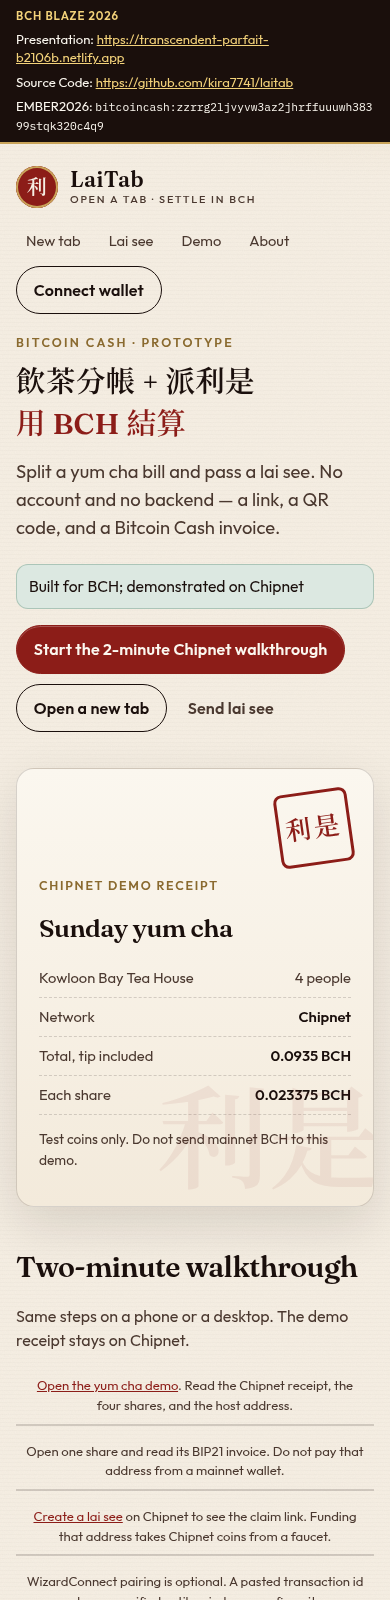 BCH BLAZE 2026
Presentation: https://transcendent-parfait-
b2106b.netlify.app
Source Code: https://github.com/kira7741/laitab
EMBER2026: bitcoincash:zzrrg2ljvyvw3az2jhrffuuuwh383
99stqk320c4q9
利 LaiTab
OPEN A TAB · SETTLE IN BCH
New tab Lai see Demo About
Connect wallet
BITCOIN CASH · PROTOTYPE
飲茶分帳 + 派利是
用 BCH 結算
Split a yum cha bill and pass a lai see. No
account and no backend — a link, a QR
code, and a Bitcoin Cash invoice.
Built for BCH; demonstrated on Chipnet
Start the 2-minute Chipnet walkthrough
Open a new tab Send lai see
利是
CHIPNET DEMO RECEIPT
Sunday yum cha
Kowloon Bay Tea House 4 people
Network Chipnet
Total, tip included 0.0935 BCH
Each share 0.023375 BCH
利是
Test coins only. Do not send mainnet BCH to this
demo.
Two-minute walkthrough
Same steps on a phone or a desktop. The demo
receipt stays on Chipnet.
Open the yum cha demo. Read the Chipnet receipt, the
four shares, and the host address.
Open one share and read its BIP21 invoice. Do not pay that
address from a mainnet wallet.
Create a lai see on Chipnet to see the claim link. Funding
that address takes Chipnet coins from a faucet.
WizardConnect pairing is optional. A pasted transaction id